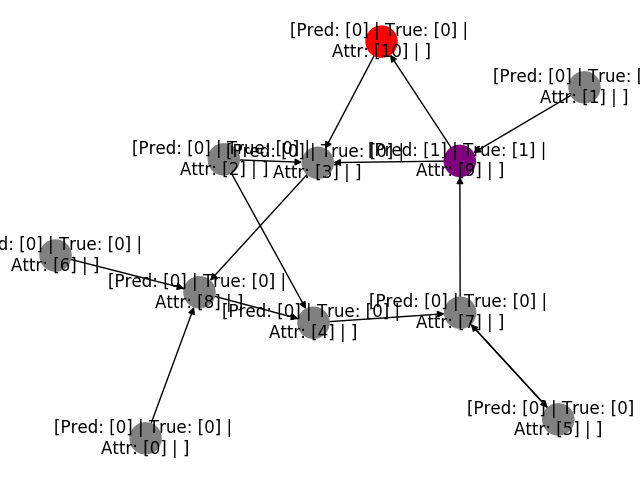 [Pred: [0] | True: [0] |
Attr: [10] | ]
[Pred: [0] | True: [
Attr: [1] | ]
[Pred: [0] | True: [0] |
Attr: [2] | ]
[Pred: [0] | True: [0] |
Attr: [3] | ]
[Pred: [1] | True: [1] |
Attr: [9] | ]
d: [0] | True: [0] |
Attr: [6] | ]
[Pred: [0] | True: [0] |
Attr: [8] | ]
[Pred: [0] | True: [0] |
Attr: [4] | ]
[Pred: [0] | True: [0] |
Attr: [7] | ]
[Pred: [0] | True: [0]
Attr: [5] | ]
[Pred: [0] | True: [0] |
Attr: [0] | ]